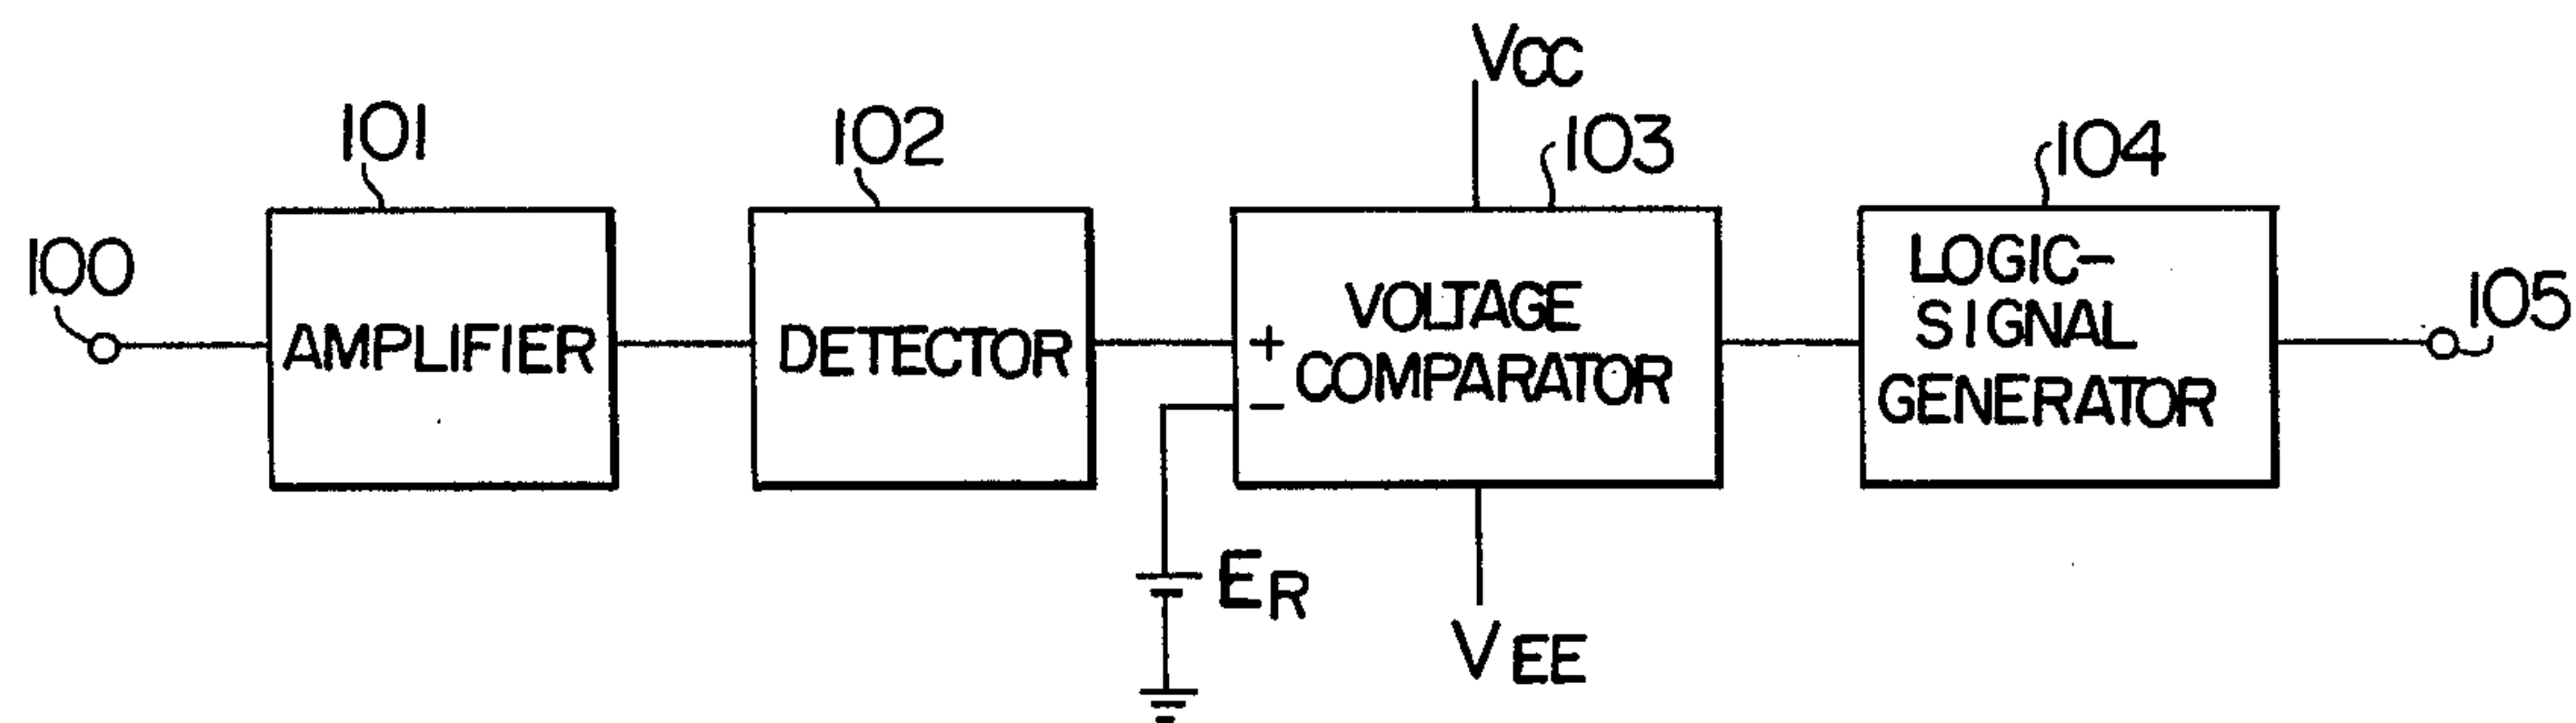 VCC
101
102
103
104
100
AMPLIFIER
DETECTOR
+
−
VOLTAGE
COMPARATOR
LOGIC-
SIGNAL
GENERATOR
105
ER
VEE